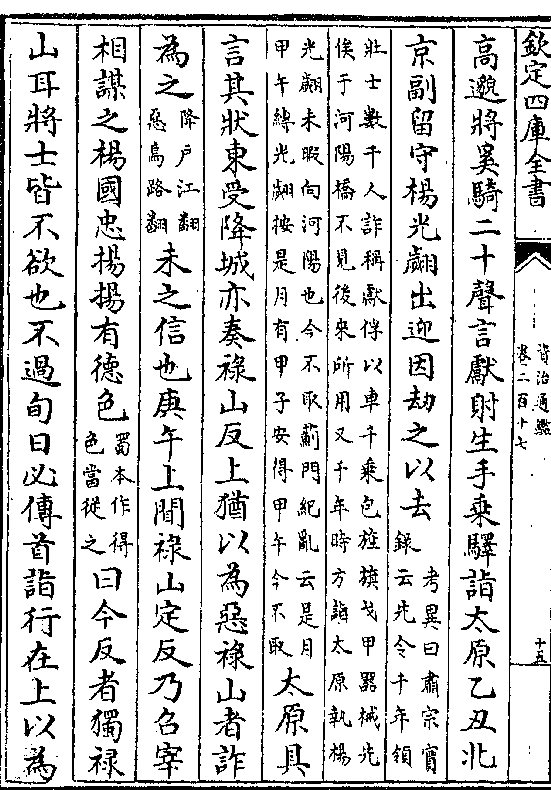 欽定四庫全書
資治通鑑
卷二百十七
十五
高邈將奚騎二十聲言獻射生手乗驛詣太原乙丑北
京副留守楊光翽出迎因刼之以去
考異曰肅宗實
錄云先令千年領
壯士數千人詐稱獻俘以車千乗包旌旗戈甲器械先
俟于河陽橋不見後來所用又千年時方詣太原執楊
光翽未暇向河陽也今不取薊門紀亂云是月
甲午縛光翽按是月有甲子安得甲午今不取
太原具
言其狀東受降城亦奏祿山反上猶以為惡祿山者詐
為之
降户江翻
惡烏路翻
未之信也庚午上聞祿山定反乃召宰
相謀之楊國忠揚揚有德色
蜀本作得
色當從之
曰今反者獨祿
山耳將士皆不欲也不過旬日必傳首詣行在上以為